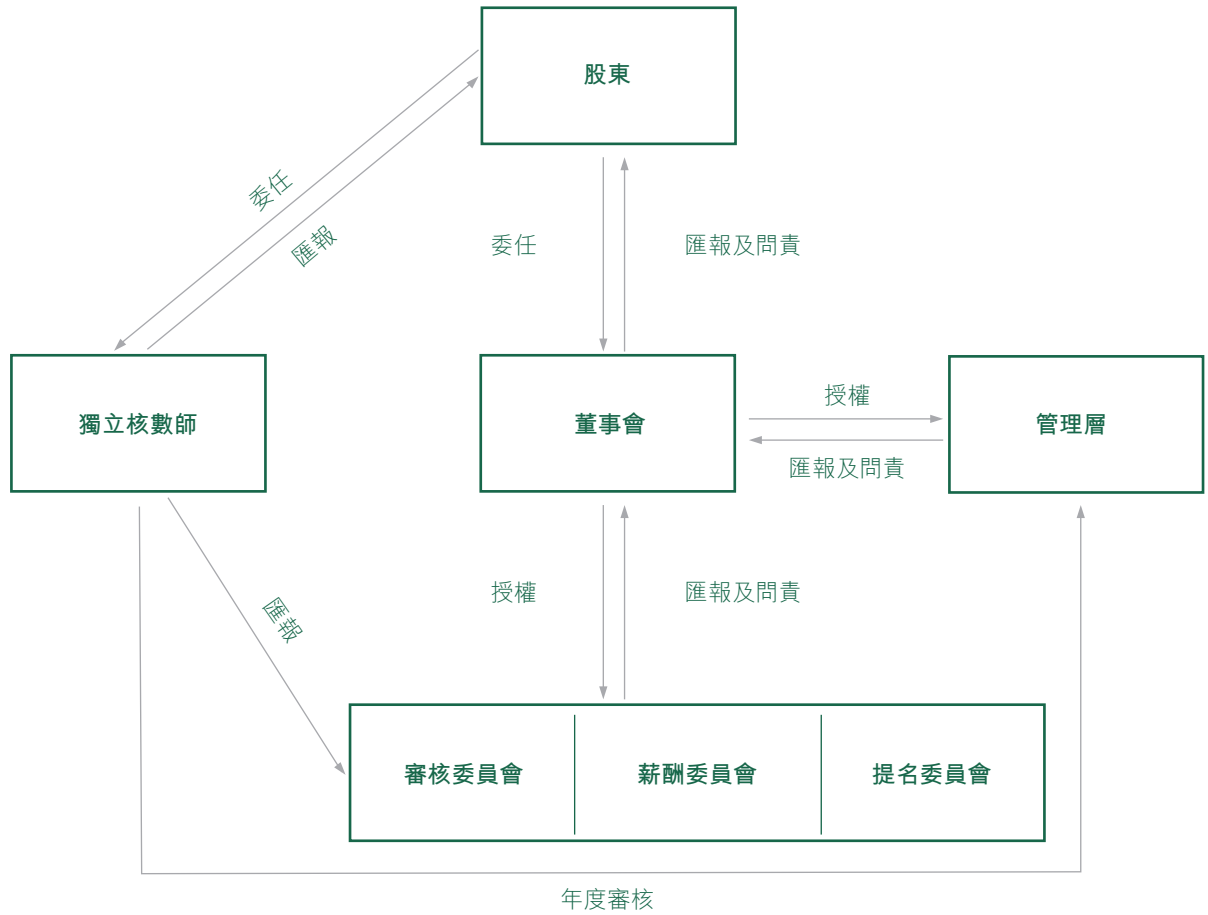 股東
委任
匯報
委任
匯報及問責
獨立核數師
董事會
授權
匯報及問責
管理層
授權
匯報及問責
匯報
審核委員會
薪酬委員會
提名委員會
年度審核